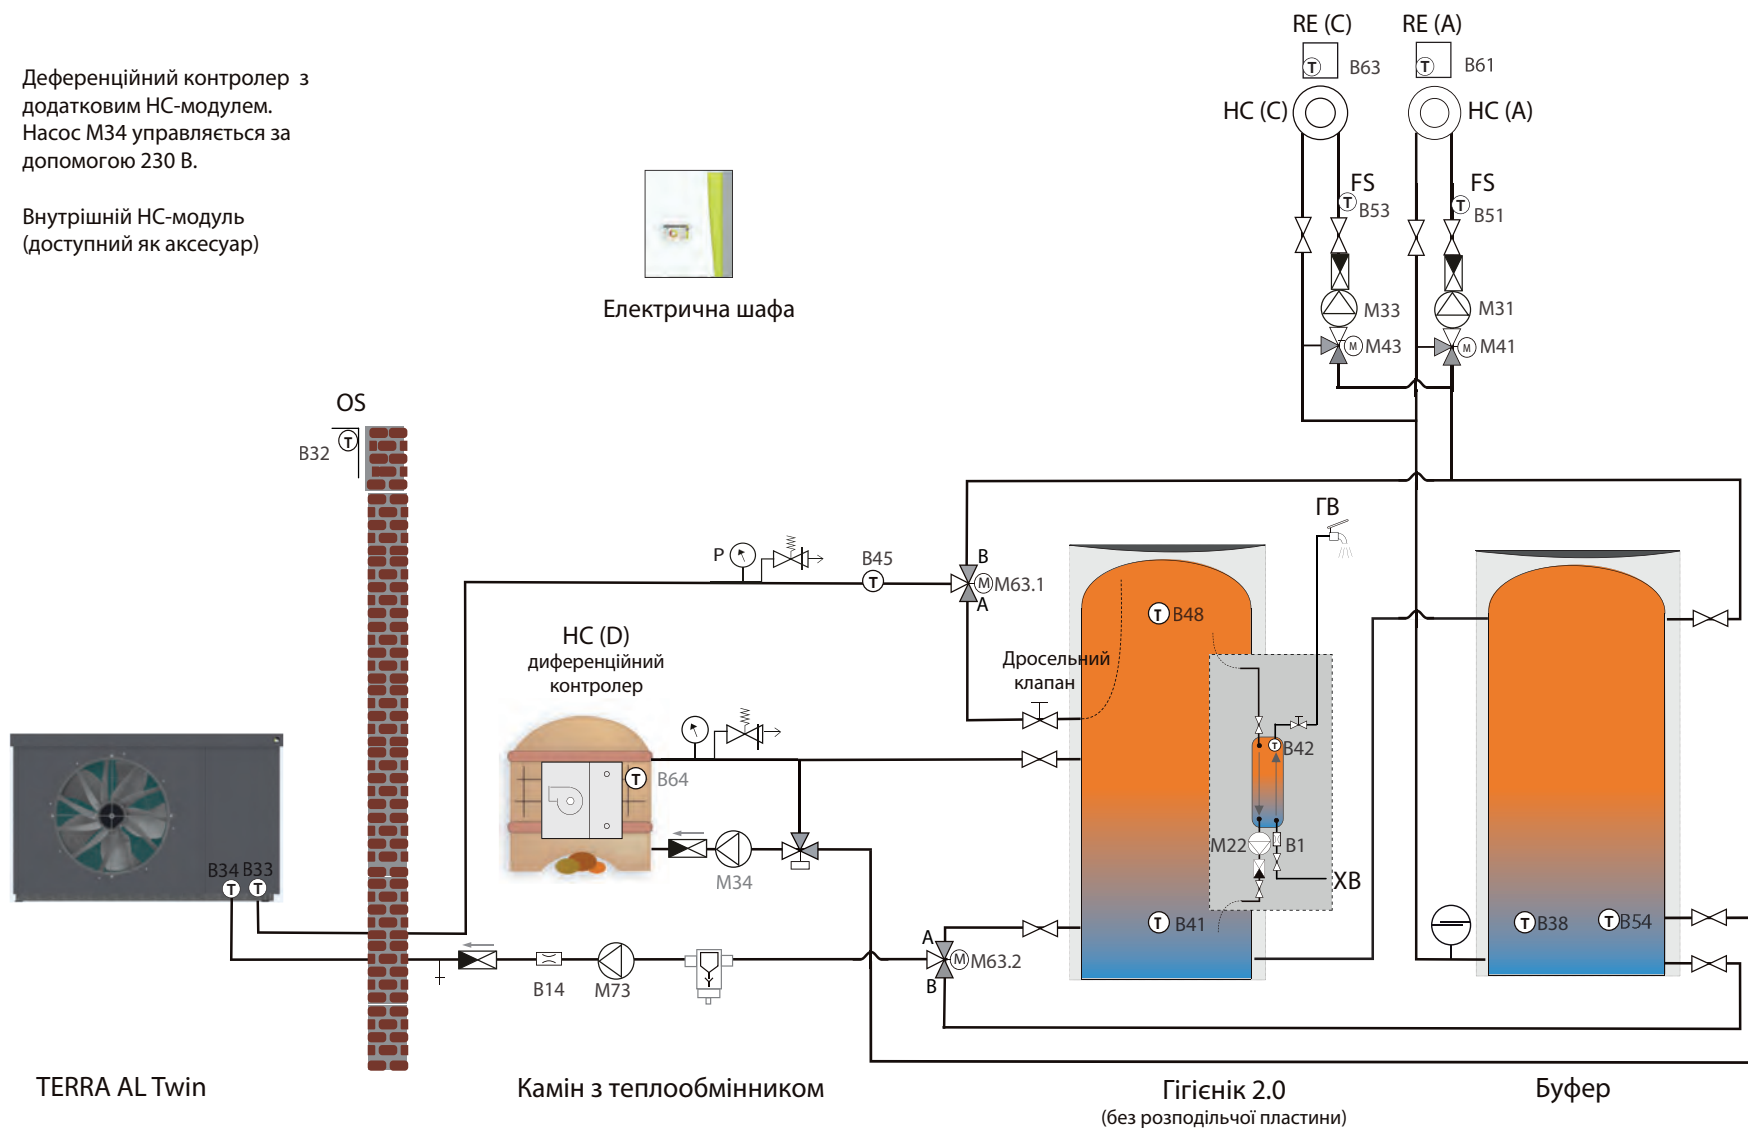 RE (C)
RE (A)
Деференційний контролер з
додатковим НС-модулем.
Насос М34 управляється за
допомогою 230 В.
Внутрішній НС-модуль
(доступний як аксесуар)
T
B63
T
B61
HC (C)
HC (A)
FS
T
B53
FS
T
B51
Електрична шафа
M33
M31
M
M43
M
M41
OS
T
B32
ГВ
P
B45
T
B
M
M63.1
A
HC (D)
диференційний
контролер
Дросельний
клапан
T
B48
T
B64
T
B42
M22
B1
M34
ХВ
B34
B33
T
T
T
B41
T
B38
T
B54
A
M
M63.2
B
B14
M73
TERRA AL Twin
Камін з теплообмінником
Гігієнік 2.0
(без розподільчої пластини)
Буфер